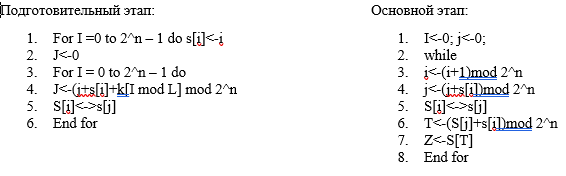 Подготовительный этап:
1. For I =0 to 2^n – 1 do s[i]<-i
2. J<-0
3. For I = 0 to 2^n – 1 do
4. J<-(j+s[i]+k[I mod L] mod 2^n
5. S[i]<->s[j]
6. End for
Основной этап:
1. I<-0; j<-0;
2. while
3. i<-(i+1)mod 2^n
4. j<-(j+s[i])mod 2^n
5. S[i]<->s[j]
6. T<-(S[j]+s[i])mod 2^n
7. Z<-S[T]
8. End for